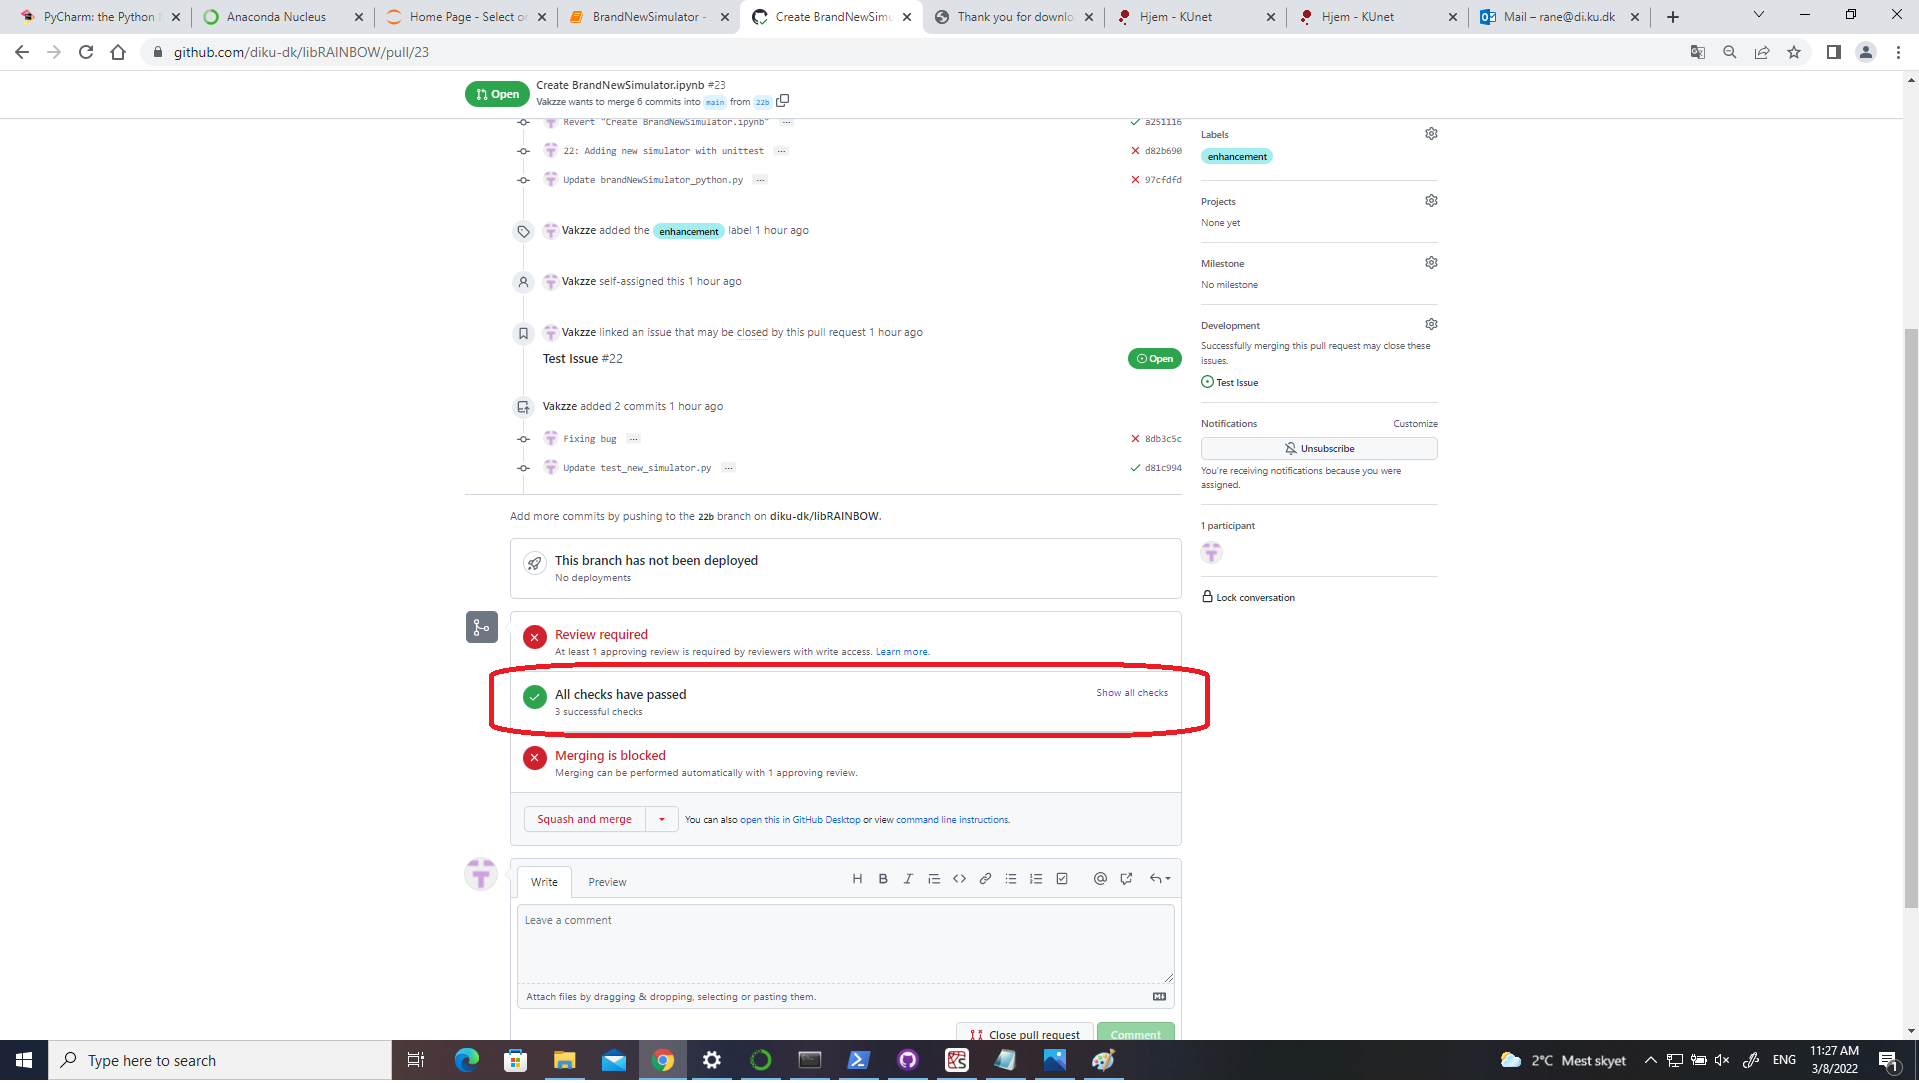 PyCharm: the Python
Anaconda Nucleus
Home Page - Select or
BrandNewSimulator -
Create BrandNewSimu
Thank you for downlo
Hjem - KUnet
Hjem - KUnet
Mail – rane@di.ku.dk
github.com/diku-dk/libRAINBOW/pull/23
Open
Create BrandNewSimulator.ipynb #23
Vakzze wants to merge 6 commits into main from 22b
Revert "Create BrandNewSimulator.ipynb" ... a251116
22: Adding new simulator with unittest ... d82b690
Update brandNewSimulator_python.py ... 97cfdfd
Vakzze added the enhancement label 1 hour ago
Vakzze self-assigned this 1 hour ago
Vakzze linked an issue that may be closed by this pull request 1 hour ago
Test Issue #22
Open
Vakzze added 2 commits 1 hour ago
Fixing bug ... 8db3c5c
Update test_new_simulator.py ... d81c994
Add more commits by pushing to the 22b branch on diku-dk/libRAINBOW.
This branch has not been deployed
No deployments
Review required
At least 1 approving review is required by reviewers with write access. Learn more.
All checks have passed
Show all checks
3 successful checks
Merging is blocked
Merging can be performed automatically with 1 approving review.
Squash and merge
You can also open this in GitHub Desktop or view command line instructions.
Write
Preview
H B I
Leave a comment
Attach files by dragging & dropping, selecting or pasting them.
Close pull request
Comment
Labels
enhancement
Projects
None yet
Milestone
No milestone
Development
Successfully merging this pull request may close these
issues.
Test Issue
Notifications
Customize
Unsubscribe
You're receiving notifications because you were
assigned.
1 participant
Lock conversation
Type here to search
2°C Mest skyet
ENG
11:27 AM
3/8/2022
1